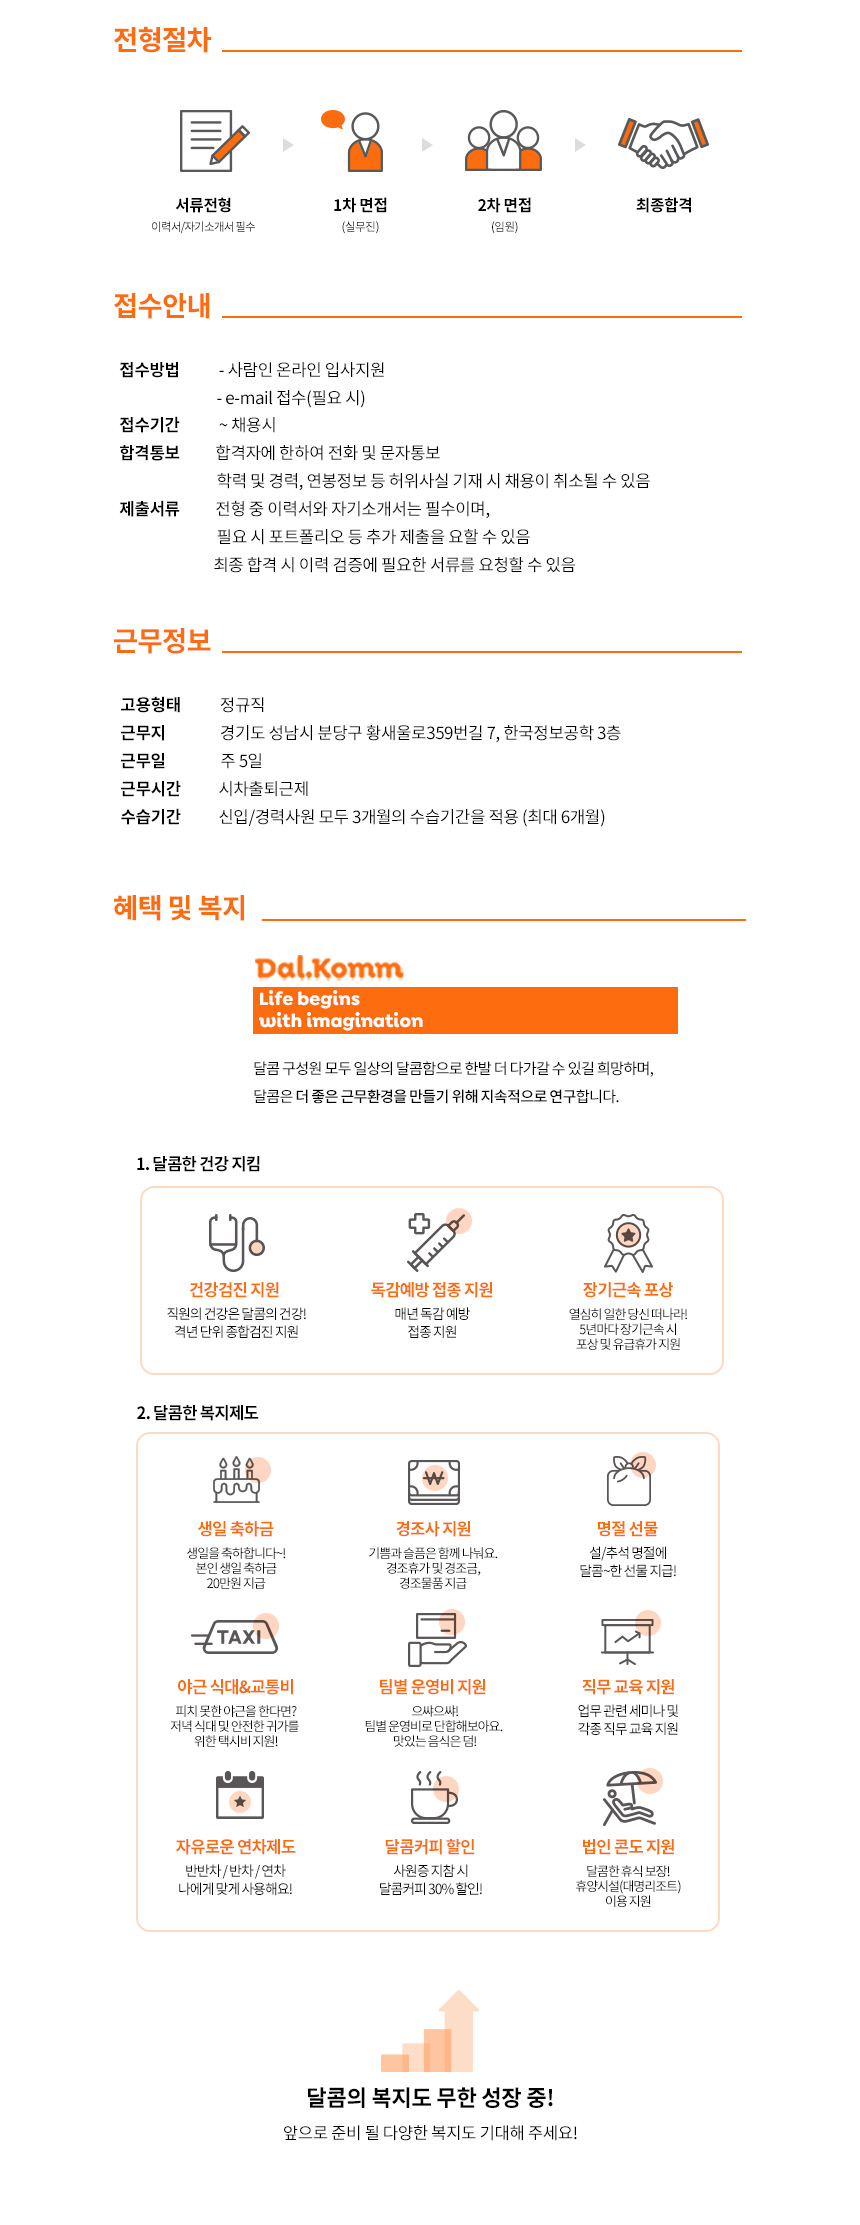 전형절차
서류전형
이력서/자기소개서 필수
1차 면접
(실무진)
2차 면접
(임원)
최종합격
접수안내
접수방법 - 사람인 온라인 입사지원
- e-mail 접수(필요 시)
접수기간 ~ 채용시
합격통보 합격자에 한하여 전화 및 문자통보
학력 및 경력, 연봉정보 등 허위사실 기재 시 채용이 취소될 수 있음
제출서류 전형 중 이력서와 자기소개서는 필수이며,
필요 시 포트폴리오 등 추가 제출을 요할 수 있음
최종 합격 시 이력 검증에 필요한 서류를 요청할 수 있음
근무정보
고용형태 정규직
근무지 경기도 성남시 분당구 황새울로359번길 7, 한국정보공학 3층
근무일 주 5일
근무시간 시차출퇴근제
수습기간 신입/경력사원 모두 3개월의 수습기간을 적용 (최대 6개월)
혜택 및 복지
Dal.Komm
Life begins
with imagination
달콤 구성원 모두 일상의 달콤함으로 한발 더 다가갈 수 있길 희망하며,
달콤은 더 좋은 근무환경을 만들기 위해 지속적으로 연구합니다.
1. 달콤한 건강 지킴
건강검진 지원
직원의 건강은 달콤의 건강!
격년 단위 종합검진 지원
독감예방 접종 지원
매년 독감 예방
접종 지원
장기근속 포상
열심히 일한 당신 떠나라!
5년마다 장기근속 시
포상 및 유급휴가 지원
2. 달콤한 복지제도
생일 축하금
생일을 축하합니다~!
본인 생일 축하금
20만원 지급
경조사 지원
기쁨과 슬픔은 함께 나눠요.
경조휴가 및 경조금,
경조물품 지급
명절 선물
설/추석 명절에
달콤~한 선물 지급!
TAXI
야근 식대&교통비
피치 못한 야근을 한다면?
저녁 식대 및 안전한 귀가를
위한 택시비 지원!
팀별 운영비 지원
으쌰으쌰!
팀별 운영비로 단합해보아요.
맛있는 음식은 덤!
직무 교육 지원
업무 관련 세미나 및
각종 직무 교육 지원
자유로운 연차제도
반반차 / 반차 / 연차
나에게 맞게 사용해요!
달콤커피 할인
사원증 지참 시
달콤커피 30% 할인!
법인 콘도 지원
달콤한 휴식 보장!
휴양시설(대명리조트)
이용 지원
달콤의 복지도 무한 성장 중!
앞으로 준비 될 다양한 복지도 기대해 주세요!